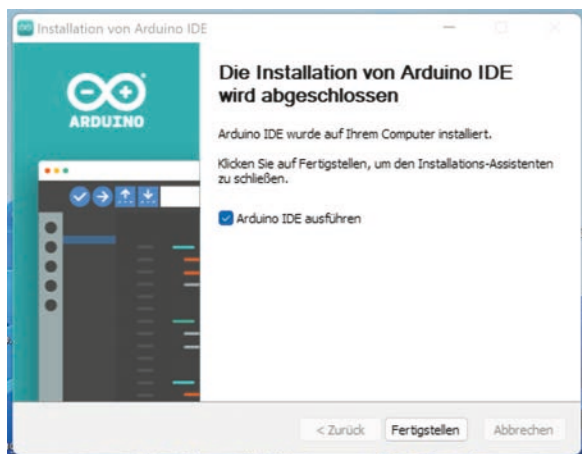 Installation von Arduino IDE
ARDUINO
Die Installation von Arduino IDE
wird abgeschlossen
Arduino IDE wurde auf Ihrem Computer installiert.
Klicken Sie auf Fertigstellen, um den Installations-Assistenten
zu schließen.
Arduino IDE ausführen
< Zurück
Fertigstellen
Abbrechen